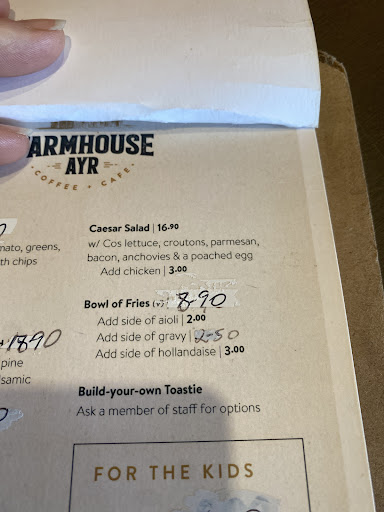 FARMHOUSE
AYR
COFFEE + CAFE
mato, greens,
th chips
1890
pine
samic
Caesar Salad | 16.90
w/ Cos lettuce, croutons, parmesan,
bacon, anchovies & a poached egg
Add chicken | 3.00
Bowl of Fries (v) 8-90
Add side of aioli | 2.00
Add side of gravy | 2-50
Add side of hollandaise | 3.00
Build-your-own Toastie
Ask a member of staff for options
FOR THE KIDS